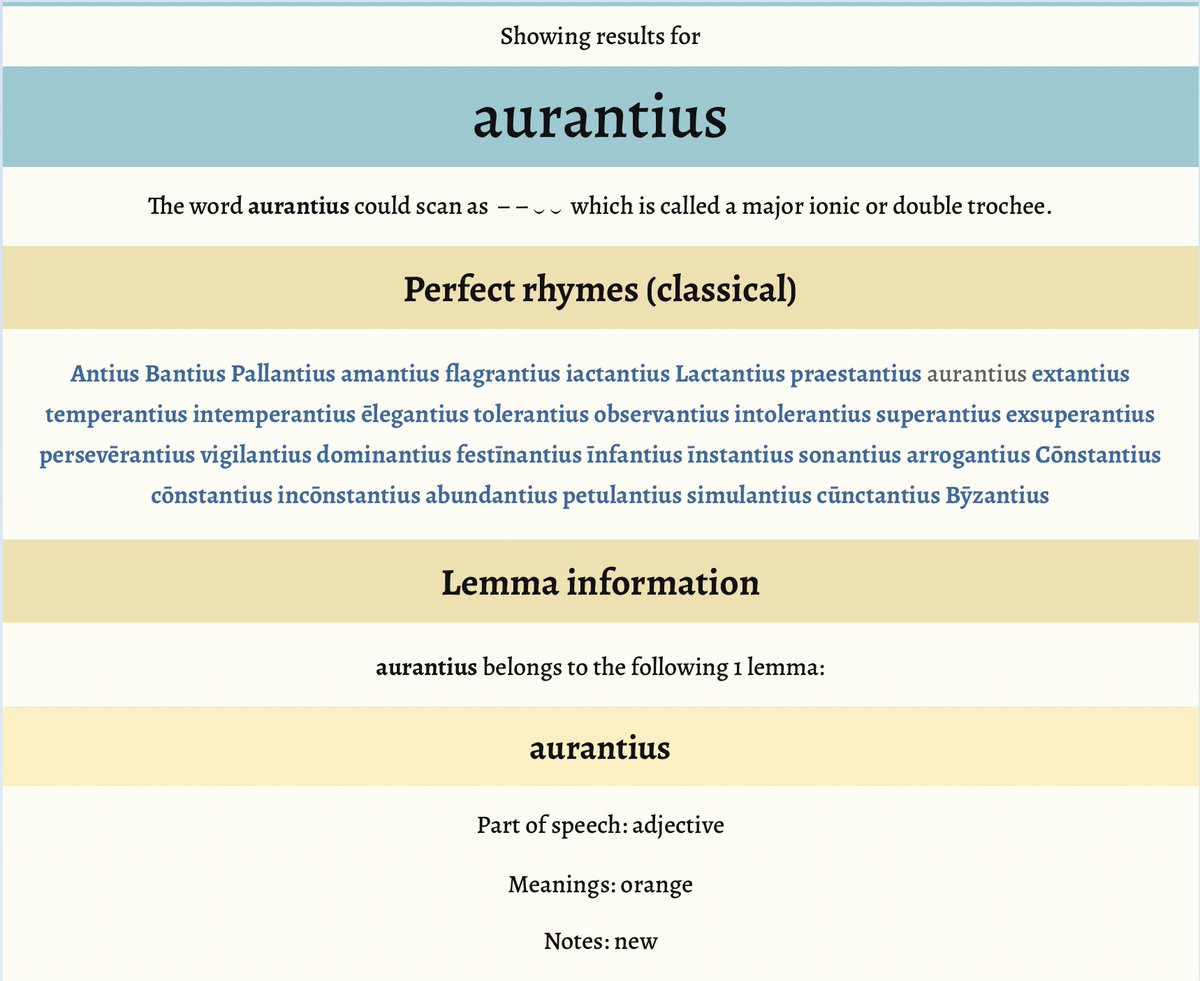 Showing results for
aurantius
The word aurantius could scan as – – ⏑ ⏑ which is called a major ionic or double trochee.
Perfect rhymes (classical)
Antius Bantius Pallantius amantius flagrantius iactantius Lactantius praestantius aurantius extantius
temperantius intemperantius ēlegantius tolerantius observantius intolerantius superantius exsuperantius
persevērantius vigilantius dominantius festīnantius īnfantius īnstantius sonantius arrogantius Cōnstantius
cōnstantius incōnstantius abundantius petulantius simulantius cūnctantius Bȳzantius
Lemma information
aurantius belongs to the following 1 lemma:
aurantius
Part of speech: adjective
Meanings: orange
Notes: new